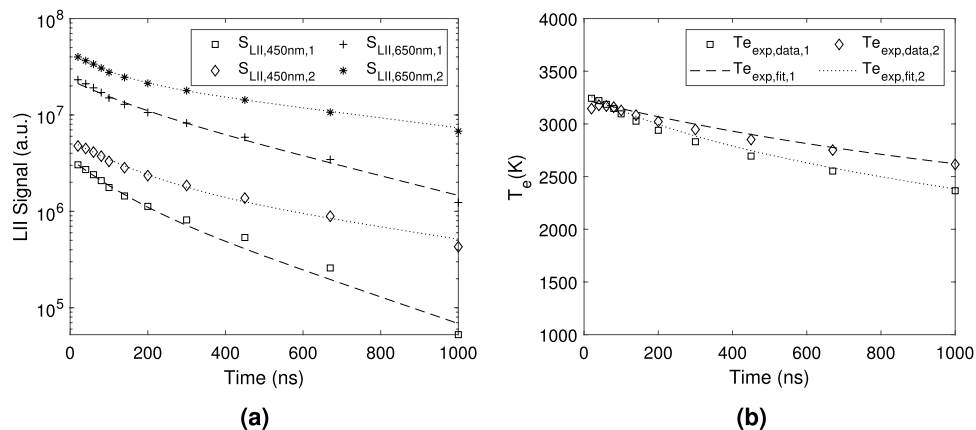 10^8
10^7
10^6
10^5
LII Signal (a.u.)
S_LII,450nm,1
S_LII,650nm,1
S_LII,450nm,2
S_LII,650nm,2
0
200
400
600
800
1000
Time (ns)
(a)
4000
3500
3000
2500
2000
1500
1000
T_e(K)
Te_exp,data,1
Te_exp,data,2
Te_exp,fit,1
Te_exp,fit,2
0
200
400
600
800
1000
Time (ns)
(b)